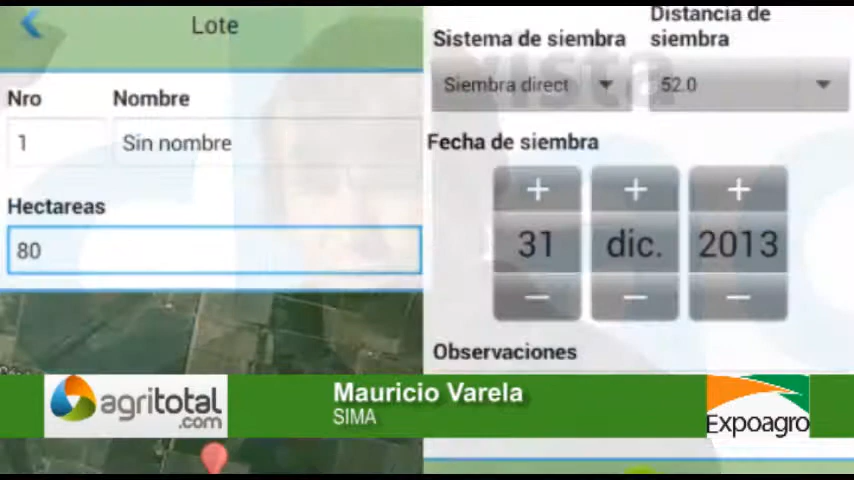 Lote
Nro Nombre
1 Sin nombre
Hectareas
80
Sistema de siembra
Distancia de
siembra
Siembra direct 52.0
vista
Fecha de siembra
+ + +
31 dic. 2013
− − −
Observaciones
agritotal
.com
Mauricio Varela
SIMA
Expoagro